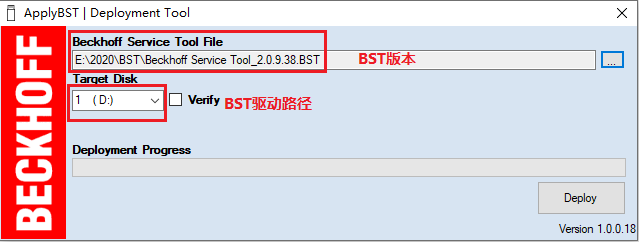 ApplyBST | Deployment Tool
BECKHOFF
Beckhoff Service Tool File
E:\2020\BST\Beckhoff Service Tool_2.0.9.38.BST
BST版本
...
Target Disk
1 ( D:)
Verify
BST驱动路径
Deployment Progress
Deploy
Version 1.0.0.18